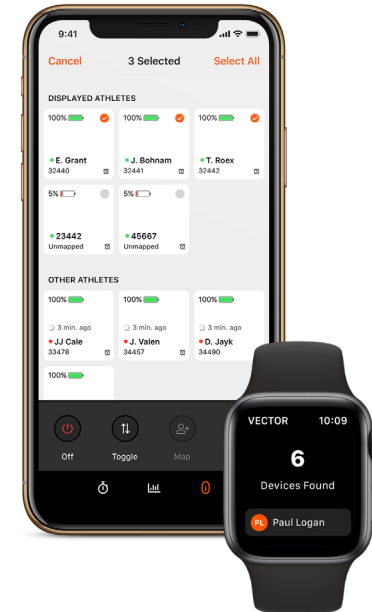 9:41
Cancel 3 Selected Select All
DISPLAYED ATHLETES
100% 100% 100%
E. Grant J. Bohnam T. Roex
32440 32441 32442
5% 5%
23442 45667
Unmapped Unmapped
OTHER ATHLETES
100% 100% 100%
3 min. ago 3 min. ago 3 min. ago
JJ Cale J. Valen D. Jayk
33478 34457 34490
100%
Off Toggle Map
VECTOR 10:09
6
Devices Found
PL Paul Logan